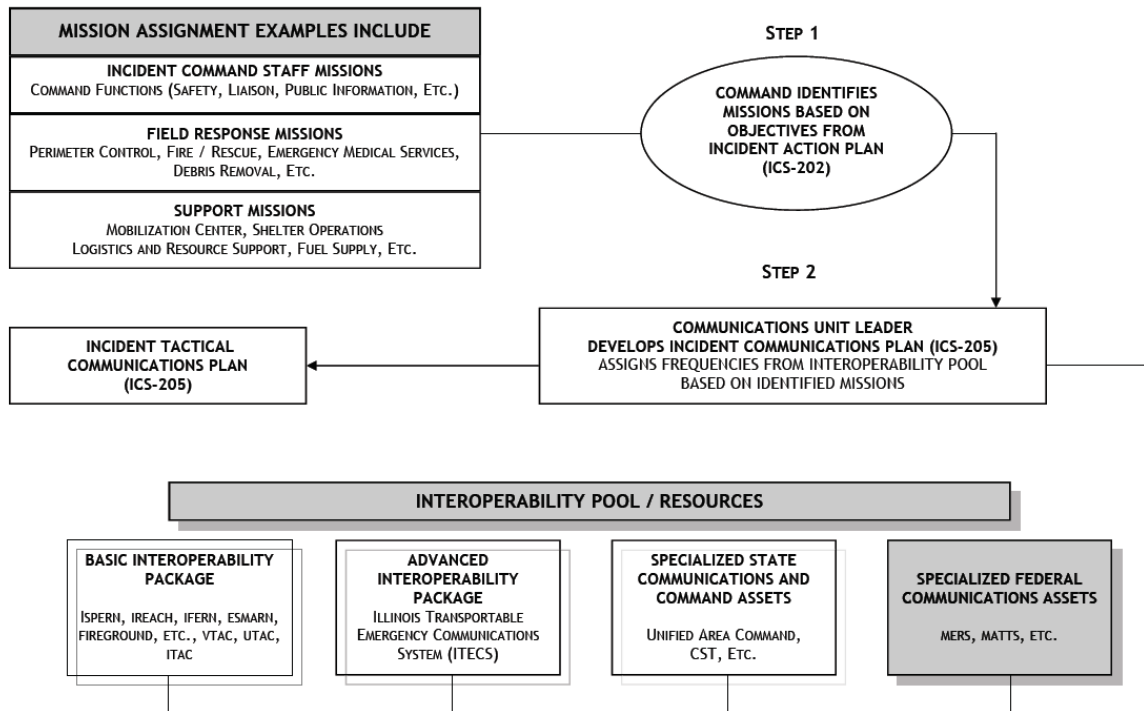 MISSION ASSIGNMENT EXAMPLES INCLUDE
INCIDENT COMMAND STAFF MISSIONS
COMMAND FUNCTIONS (SAFETY, LIAISON, PUBLIC INFORMATION, ETC.)
FIELD RESPONSE MISSIONS
PERIMETER CONTROL, FIRE / RESCUE, EMERGENCY MEDICAL SERVICES,
DEBRIS REMOVAL, ETC.
SUPPORT MISSIONS
MOBILIZATION CENTER, SHELTER OPERATIONS
LOGISTICS AND RESOURCE SUPPORT, FUEL SUPPLY, ETC.
STEP 1
COMMAND IDENTIFIES
MISSIONS BASED ON
OBJECTIVES FROM
INCIDENT ACTION PLAN
(ICS-202)
STEP 2
COMMUNICATIONS UNIT LEADER
DEVELOPS INCIDENT COMMUNICATIONS PLAN (ICS-205)
ASSIGNS FREQUENCIES FROM INTEROPERABILITY POOL
BASED ON IDENTIFIED MISSIONS
INCIDENT TACTICAL
COMMUNICATIONS PLAN
(ICS-205)
INTEROPERABILITY POOL / RESOURCES
BASIC INTEROPERABILITY
PACKAGE
ISPERN, IREACH, IFERN, ESMARN,
FIREGROUND, ETC., VTAC, UTAC,
ITAC
ADVANCED
INTEROPERABILITY
PACKAGE
ILLINOIS TRANSPORTABLE
EMERGENCY COMMUNICATIONS
SYSTEM (ITECS)
SPECIALIZED STATE
COMMUNICATIONS AND
COMMAND ASSETS
UNIFIED AREA COMMAND,
CST, ETC.
SPECIALIZED FEDERAL
COMMUNICATIONS ASSETS
MERS, MATTS, ETC.